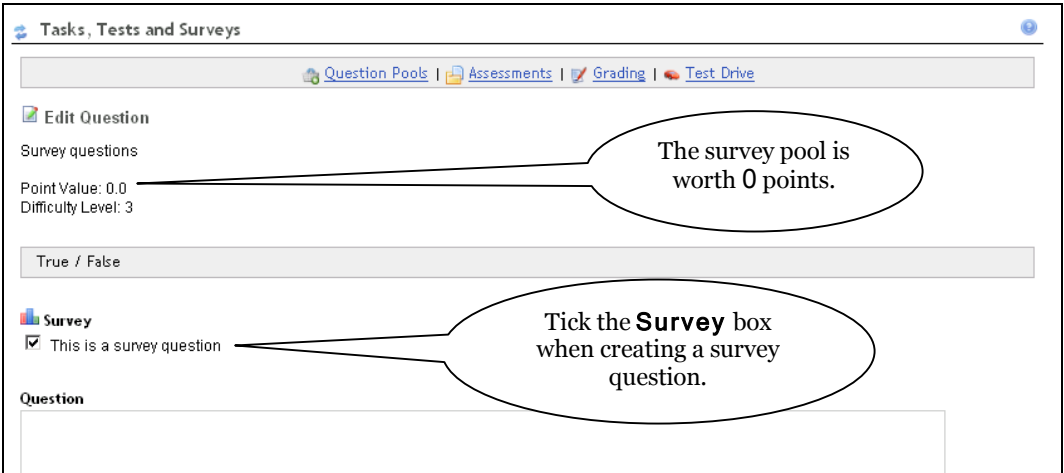 Tasks, Tests and Surveys
Question Pools | Assessments | Grading | Test Drive
Edit Question
Survey questions
The survey pool is
worth 0 points.
Point Value: 0.0
Difficulty Level: 3
True / False
Survey
This is a survey question
Tick the Survey box
when creating a survey
question.
Question